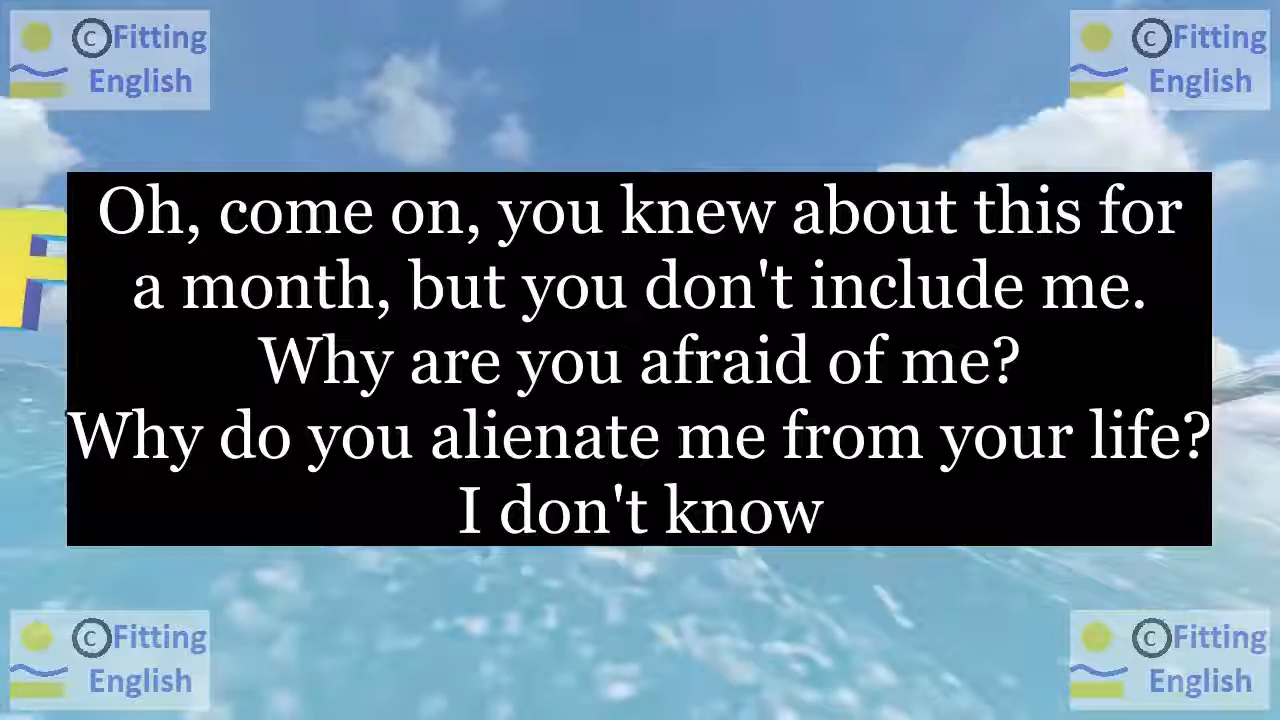 ©Fitting ©Fitting
English English
Oh, come on, you knew about this for
a month, but you don't include me.
Why are you afraid of me?
Why do you alienate me from your life?
I don't know
F
©Fitting ©Fitting
English English